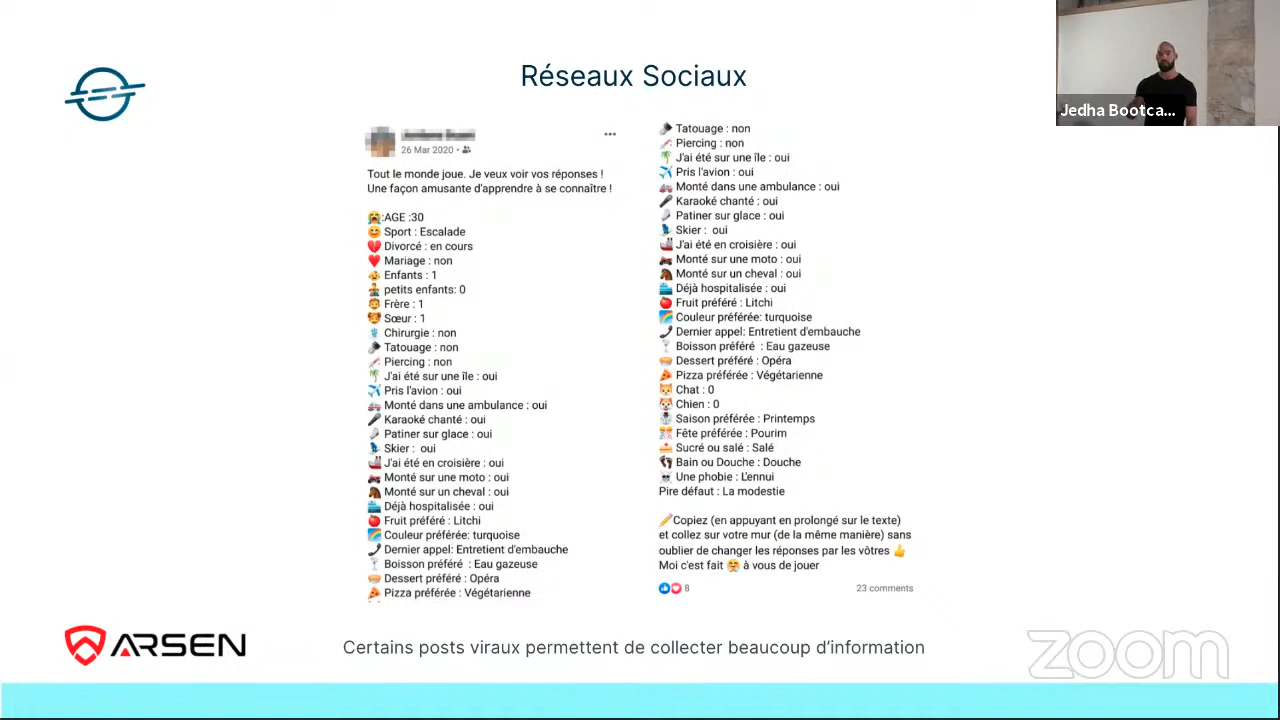 Réseaux Sociaux
Jedha Bootca...
26 Mar 2020
Tout le monde joue. Je veux voir vos réponses !
Une façon amusante d'apprendre à se connaître !
:AGE :30
Sport : Escalade
Divorcé : en cours
Mariage : non
Enfants : 1
petits enfants: 0
Frère : 1
Sœur : 1
Chirurgie : non
Tatouage : non
Piercing : non
J'ai été sur une île : oui
Pris l'avion : oui
Monté dans une ambulance : oui
Karaoké chanté : oui
Patiner sur glace : oui
Skier : oui
J'ai été en croisière : oui
Monté sur une moto : oui
Monté sur un cheval : oui
Déjà hospitalisée : oui
Fruit préféré : Litchi
Couleur préférée: turquoise
Dernier appel: Entretient d'embauche
Boisson préféré : Eau gazeuse
Dessert préféré : Opéra
Pizza préférée : Végétarienne
Tatouage : non
Piercing : non
J'ai été sur une île : oui
Pris l'avion : oui
Monté dans une ambulance : oui
Karaoké chanté : oui
Patiner sur glace : oui
Skier : oui
J'ai été en croisière : oui
Monté sur une moto : oui
Monté sur un cheval : oui
Déjà hospitalisée : oui
Fruit préféré : Litchi
Couleur préférée: turquoise
Dernier appel: Entretient d'embauche
Boisson préféré : Eau gazeuse
Dessert préféré : Opéra
Pizza préférée : Végétarienne
Chat : 0
Chien : 0
Saison préférée : Printemps
Fête préférée : Pourim
Sucré ou salé : Salé
Bain ou Douche : Douche
Une phobie : L'ennui
Pire défaut : La modestie
Copiez (en appuyant en prolongé sur le texte)
et collez sur votre mur (de la même manière) sans
oublier de changer les réponses par les vôtres
Moi c'est fait à vous de jouer
8 23 comments
ARSEN
Certains posts viraux permettent de collecter beaucoup d'information
zoom